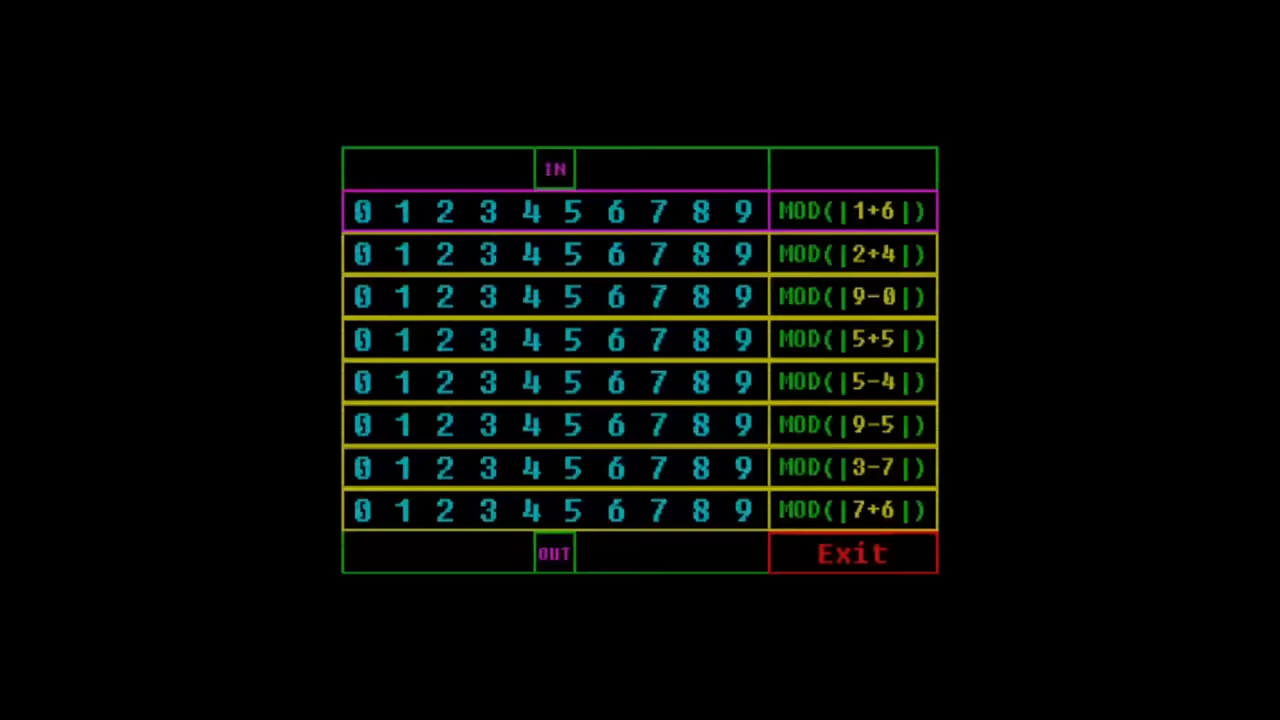 IN
0 1 2 3 4 5 6 7 8 9 MOD(|1+6|)
0 1 2 3 4 5 6 7 8 9 MOD(|2+4|)
0 1 2 3 4 5 6 7 8 9 MOD(|9-0|)
0 1 2 3 4 5 6 7 8 9 MOD(|5+5|)
0 1 2 3 4 5 6 7 8 9 MOD(|5-4|)
0 1 2 3 4 5 6 7 8 9 MOD(|9-5|)
0 1 2 3 4 5 6 7 8 9 MOD(|3-7|)
0 1 2 3 4 5 6 7 8 9 MOD(|7+6|)
OUT Exit